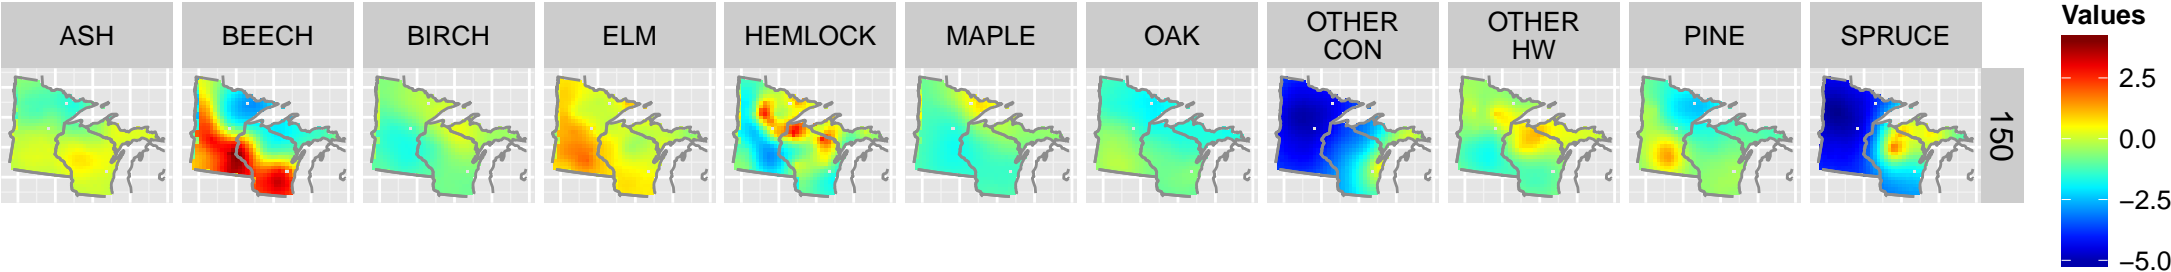 ASH
BEECH
BIRCH
ELM
HEMLOCK
MAPLE
OAK
OTHER
CON
OTHER
HW
PINE
SPRUCE
150
Values
2.5
0.0
−2.5
−5.0